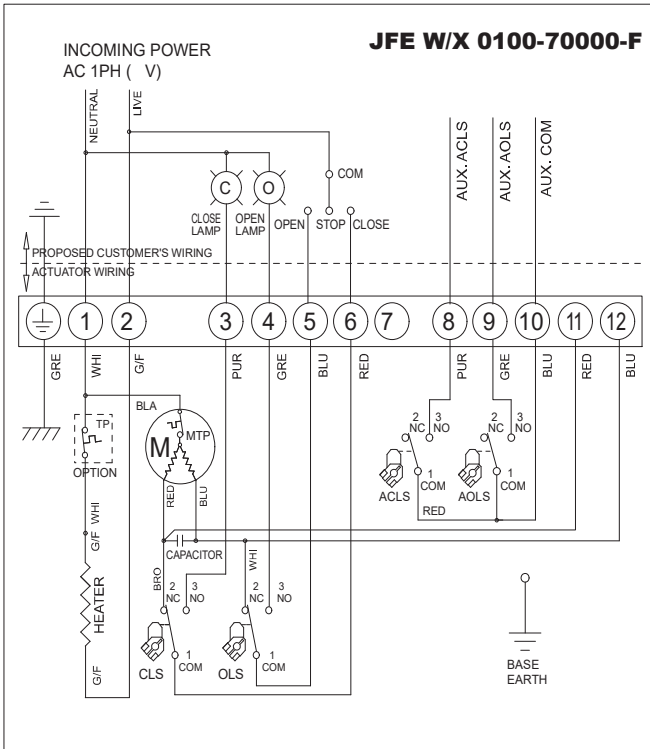 JFE W/X 0100-70000-F
INCOMING POWER
AC 1PH ( V)
NEUTRAL
LIVE
AUX. ACLS
AUX. AOLS
AUX. COM
COM
C
O
CLOSE
LAMP
OPEN
LAMP
OPEN
STOP
CLOSE
PROPOSED CUSTOMER'S WIRING
ACTUATOR WIRING
1
2
3
4
5
6
7
8
9
10
11
12
GRE
WHI
G/F
PUR
GRE
BLU
RED
PUR
GRE
BLU
RED
BLU
BLA
TP
OPTION
M
MTP
RED
BLU
2
NC
3
NO
2
NC
3
NO
ACLS
1
COM
AOLS
1
COM
RED
WHI
G/F
CAPACITOR
BRO
WHI
HEATER
G/F
2
NC
3
NO
2
NC
3
NO
1
COM
CLS
1
COM
OLS
BASE
EARTH